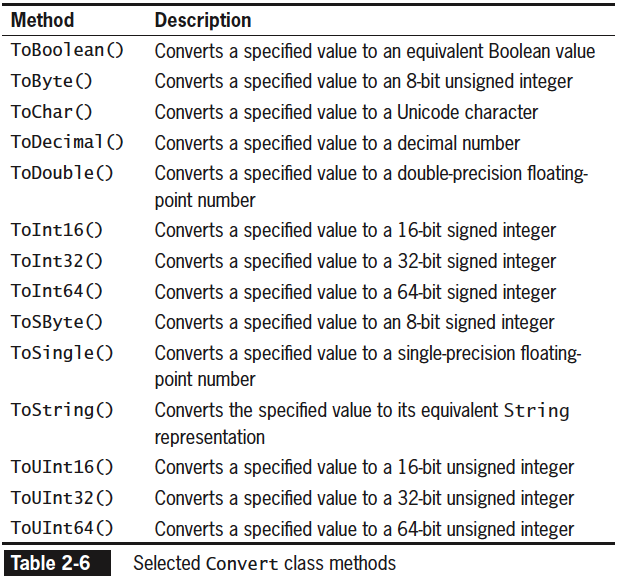 Method Description
ToBoolean() Converts a specified value to an equivalent Boolean value
ToByte() Converts a specified value to an 8-bit unsigned integer
ToChar() Converts a specified value to a Unicode character
ToDecimal() Converts a specified value to a decimal number
ToDouble() Converts a specified value to a double-precision floating-
point number
ToInt16() Converts a specified value to a 16-bit signed integer
ToInt32() Converts a specified value to a 32-bit signed integer
ToInt64() Converts a specified value to a 64-bit signed integer
ToSByte() Converts a specified value to an 8-bit signed integer
ToSingle() Converts a specified value to a single-precision floating-
point number
ToString() Converts the specified value to its equivalent String
representation
ToUInt16() Converts a specified value to a 16-bit unsigned integer
ToUInt32() Converts a specified value to a 32-bit unsigned integer
ToUInt64() Converts a specified value to a 64-bit unsigned integer
Table 2-6 Selected Convert class methods